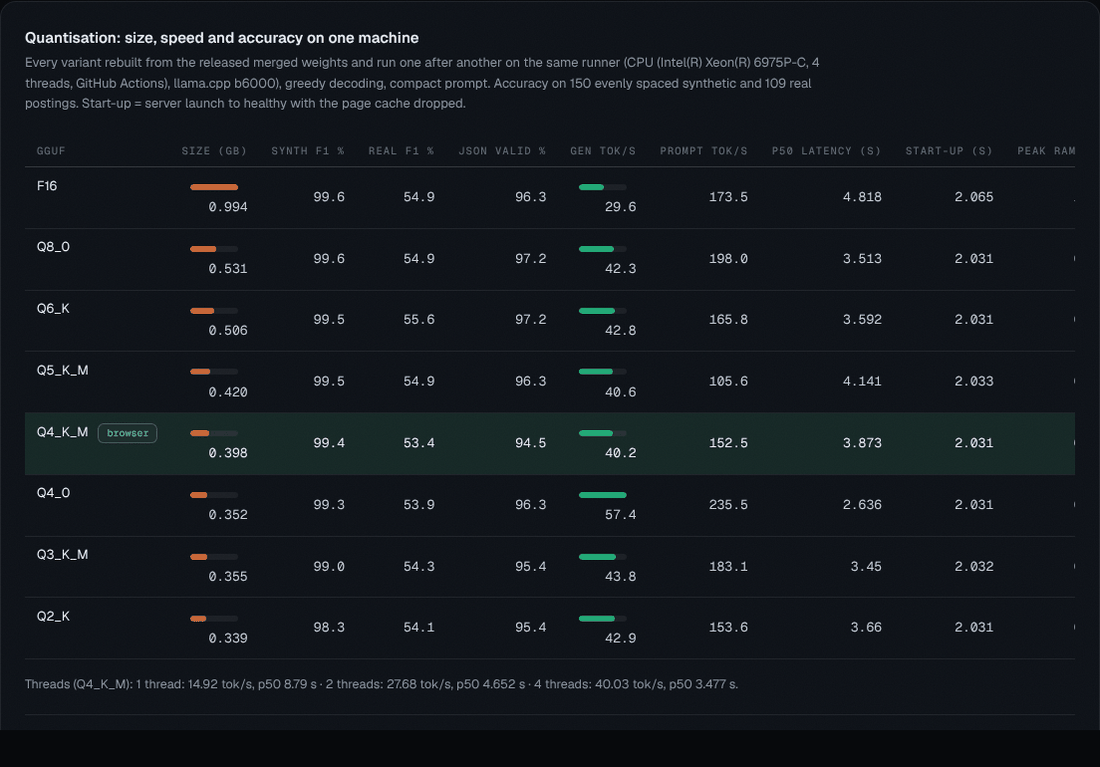 Quantisation: size, speed and accuracy on one machine
Every variant rebuilt from the released merged weights and run one after another on the same runner (CPU (Intel(R) Xeon(R) 6975P-C, 4
threads, GitHub Actions), llama.cpp b6000), greedy decoding, compact prompt. Accuracy on 150 evenly spaced synthetic and 109 real
postings. Start-up = server launch to healthy with the page cache dropped.
GGUF SIZE (GB) SYNTH F1 % REAL F1 % JSON VALID % GEN TOK/S PROMPT TOK/S P50 LATENCY (S) START-UP (S) PEAK RAM
F16 0.994 99.6 54.9 96.3 29.6 173.5 4.818 2.065
Q8_0 0.531 99.6 54.9 97.2 42.3 198.0 3.513 2.031
Q6_K 0.506 99.5 55.6 97.2 42.8 165.8 3.592 2.031
Q5_K_M 0.420 99.5 54.9 96.3 40.6 105.6 4.141 2.033
Q4_K_M browser 0.398 99.4 53.4 94.5 40.2 152.5 3.873 2.031
Q4_0 0.352 99.3 53.9 96.3 57.4 235.5 2.636 2.031
Q3_K_M 0.355 99.0 54.3 95.4 43.8 183.1 3.45 2.032
Q2_K 0.339 98.3 54.1 95.4 42.9 153.6 3.66 2.031
Threads (Q4_K_M): 1 thread: 14.92 tok/s, p50 8.79 s · 2 threads: 27.68 tok/s, p50 4.652 s · 4 threads: 40.03 tok/s, p50 3.477 s.